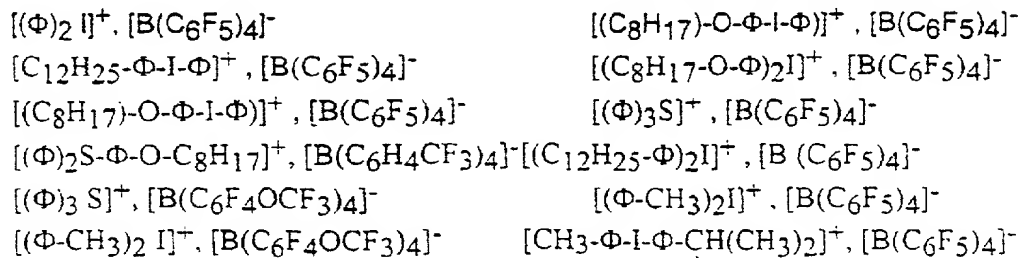 [(Φ)2 I]+, [B(C6F5)4]- [(C8H17)-O-Φ-I-Φ)]+ , [B(C6F5)4]-
[C12H25-Φ-I-Φ]+ , [B(C6F5)4]- [(C8H17-O-Φ)2I]+ , [B(C6F5)4]-
[(C8H17)-O-Φ-I-Φ)]+ , [B(C6F5)4]- [(Φ)3S]+ , [B(C6F5)4]-
[(Φ)2S-Φ-O-C8H17]+, [B(C6H4CF3)4]- [(C12H25-Φ)2I]+ , [B (C6F5)4]-
[(Φ)3 S]+, [B(C6F4OCF3)4]- [(Φ-CH3)2I]+ , [B(C6F5)4]-
[(Φ-CH3)2 I]+, [B(C6F4OCF3)4]- [CH3-Φ-I-Φ-CH(CH3)2]+, [B(C6F5)4]-